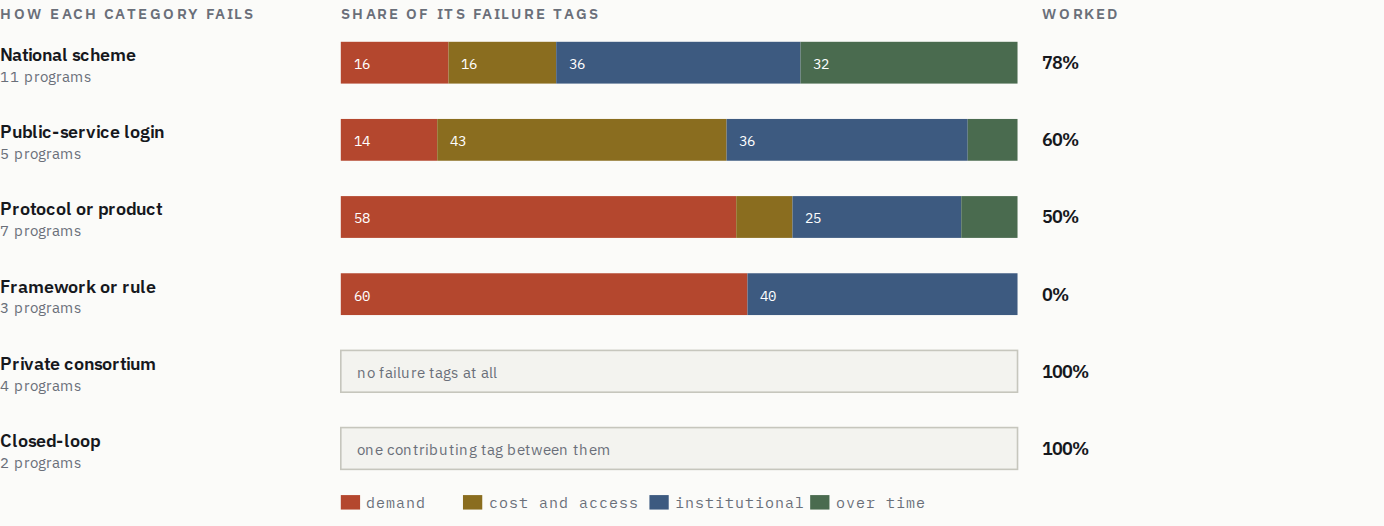 HOW EACH CATEGORY FAILS SHARE OF ITS FAILURE TAGS WORKED
National scheme
11 programs
16 16 36 32 78%
Public-service login
5 programs
14 43 36 60%
Protocol or product
7 programs
58 25 50%
Framework or rule
3 programs
60 40 0%
Private consortium
4 programs
no failure tags at all 100%
Closed-loop
2 programs
one contributing tag between them 100%
demand cost and access institutional over time